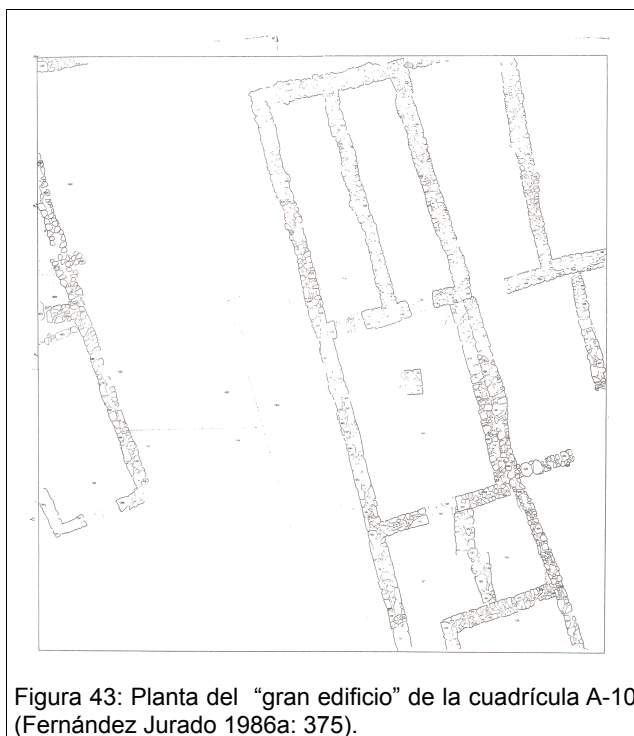 Figura 43: Planta del “gran edificio” de la cuadrícula A-10
(Fernández Jurado 1986a: 375).